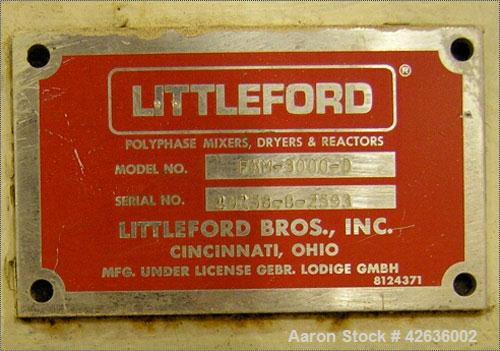 LITTLEFORD®
POLYPHASE MIXERS, DRYERS & REACTORS
MODEL NO. FKM-3000-D
SERIAL NO.
LITTLEFORD BROS., INC.
CINCINNATI, OHIO
MFG. UNDER LICENSE GEBR. LODIGE GMBH
8124371
Aaron Stock # 42636002